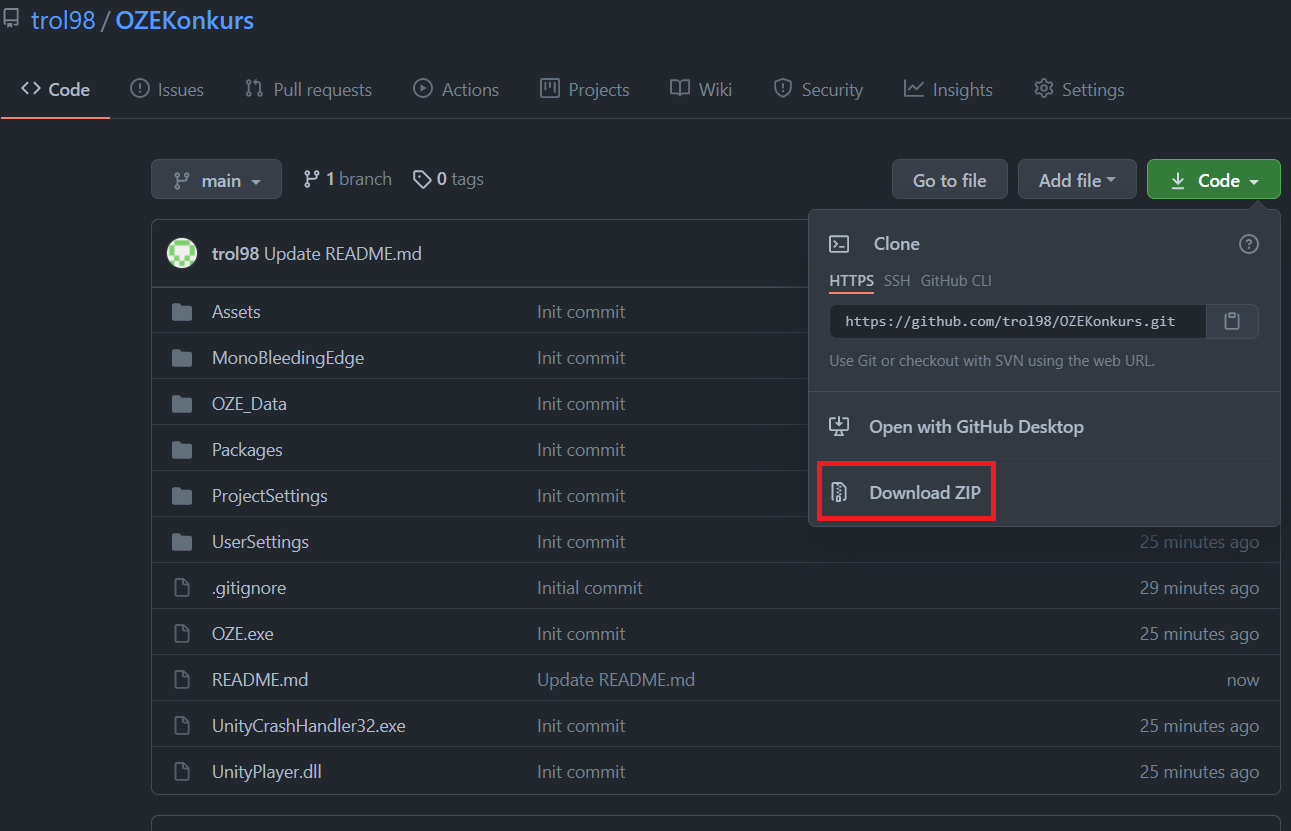 trol98 / OZEKonkurs
Code Issues Pull requests Actions Projects Wiki Security Insights Settings
main 1 branch 0 tags Go to file Add file Code
trol98 Update README.md
Clone
HTTPS SSH GitHub CLI
https://github.com/trol98/OZEKonkurs.git
Use Git or checkout with SVN using the web URL.
Open with GitHub Desktop
Download ZIP
Assets Init commit
MonoBleedingEdge Init commit
OZE_Data Init commit
Packages Init commit
ProjectSettings Init commit
UserSettings Init commit 25 minutes ago
.gitignore Initial commit 29 minutes ago
OZE.exe Init commit 25 minutes ago
README.md Update README.md now
UnityCrashHandler32.exe Init commit 25 minutes ago
UnityPlayer.dll Init commit 25 minutes ago